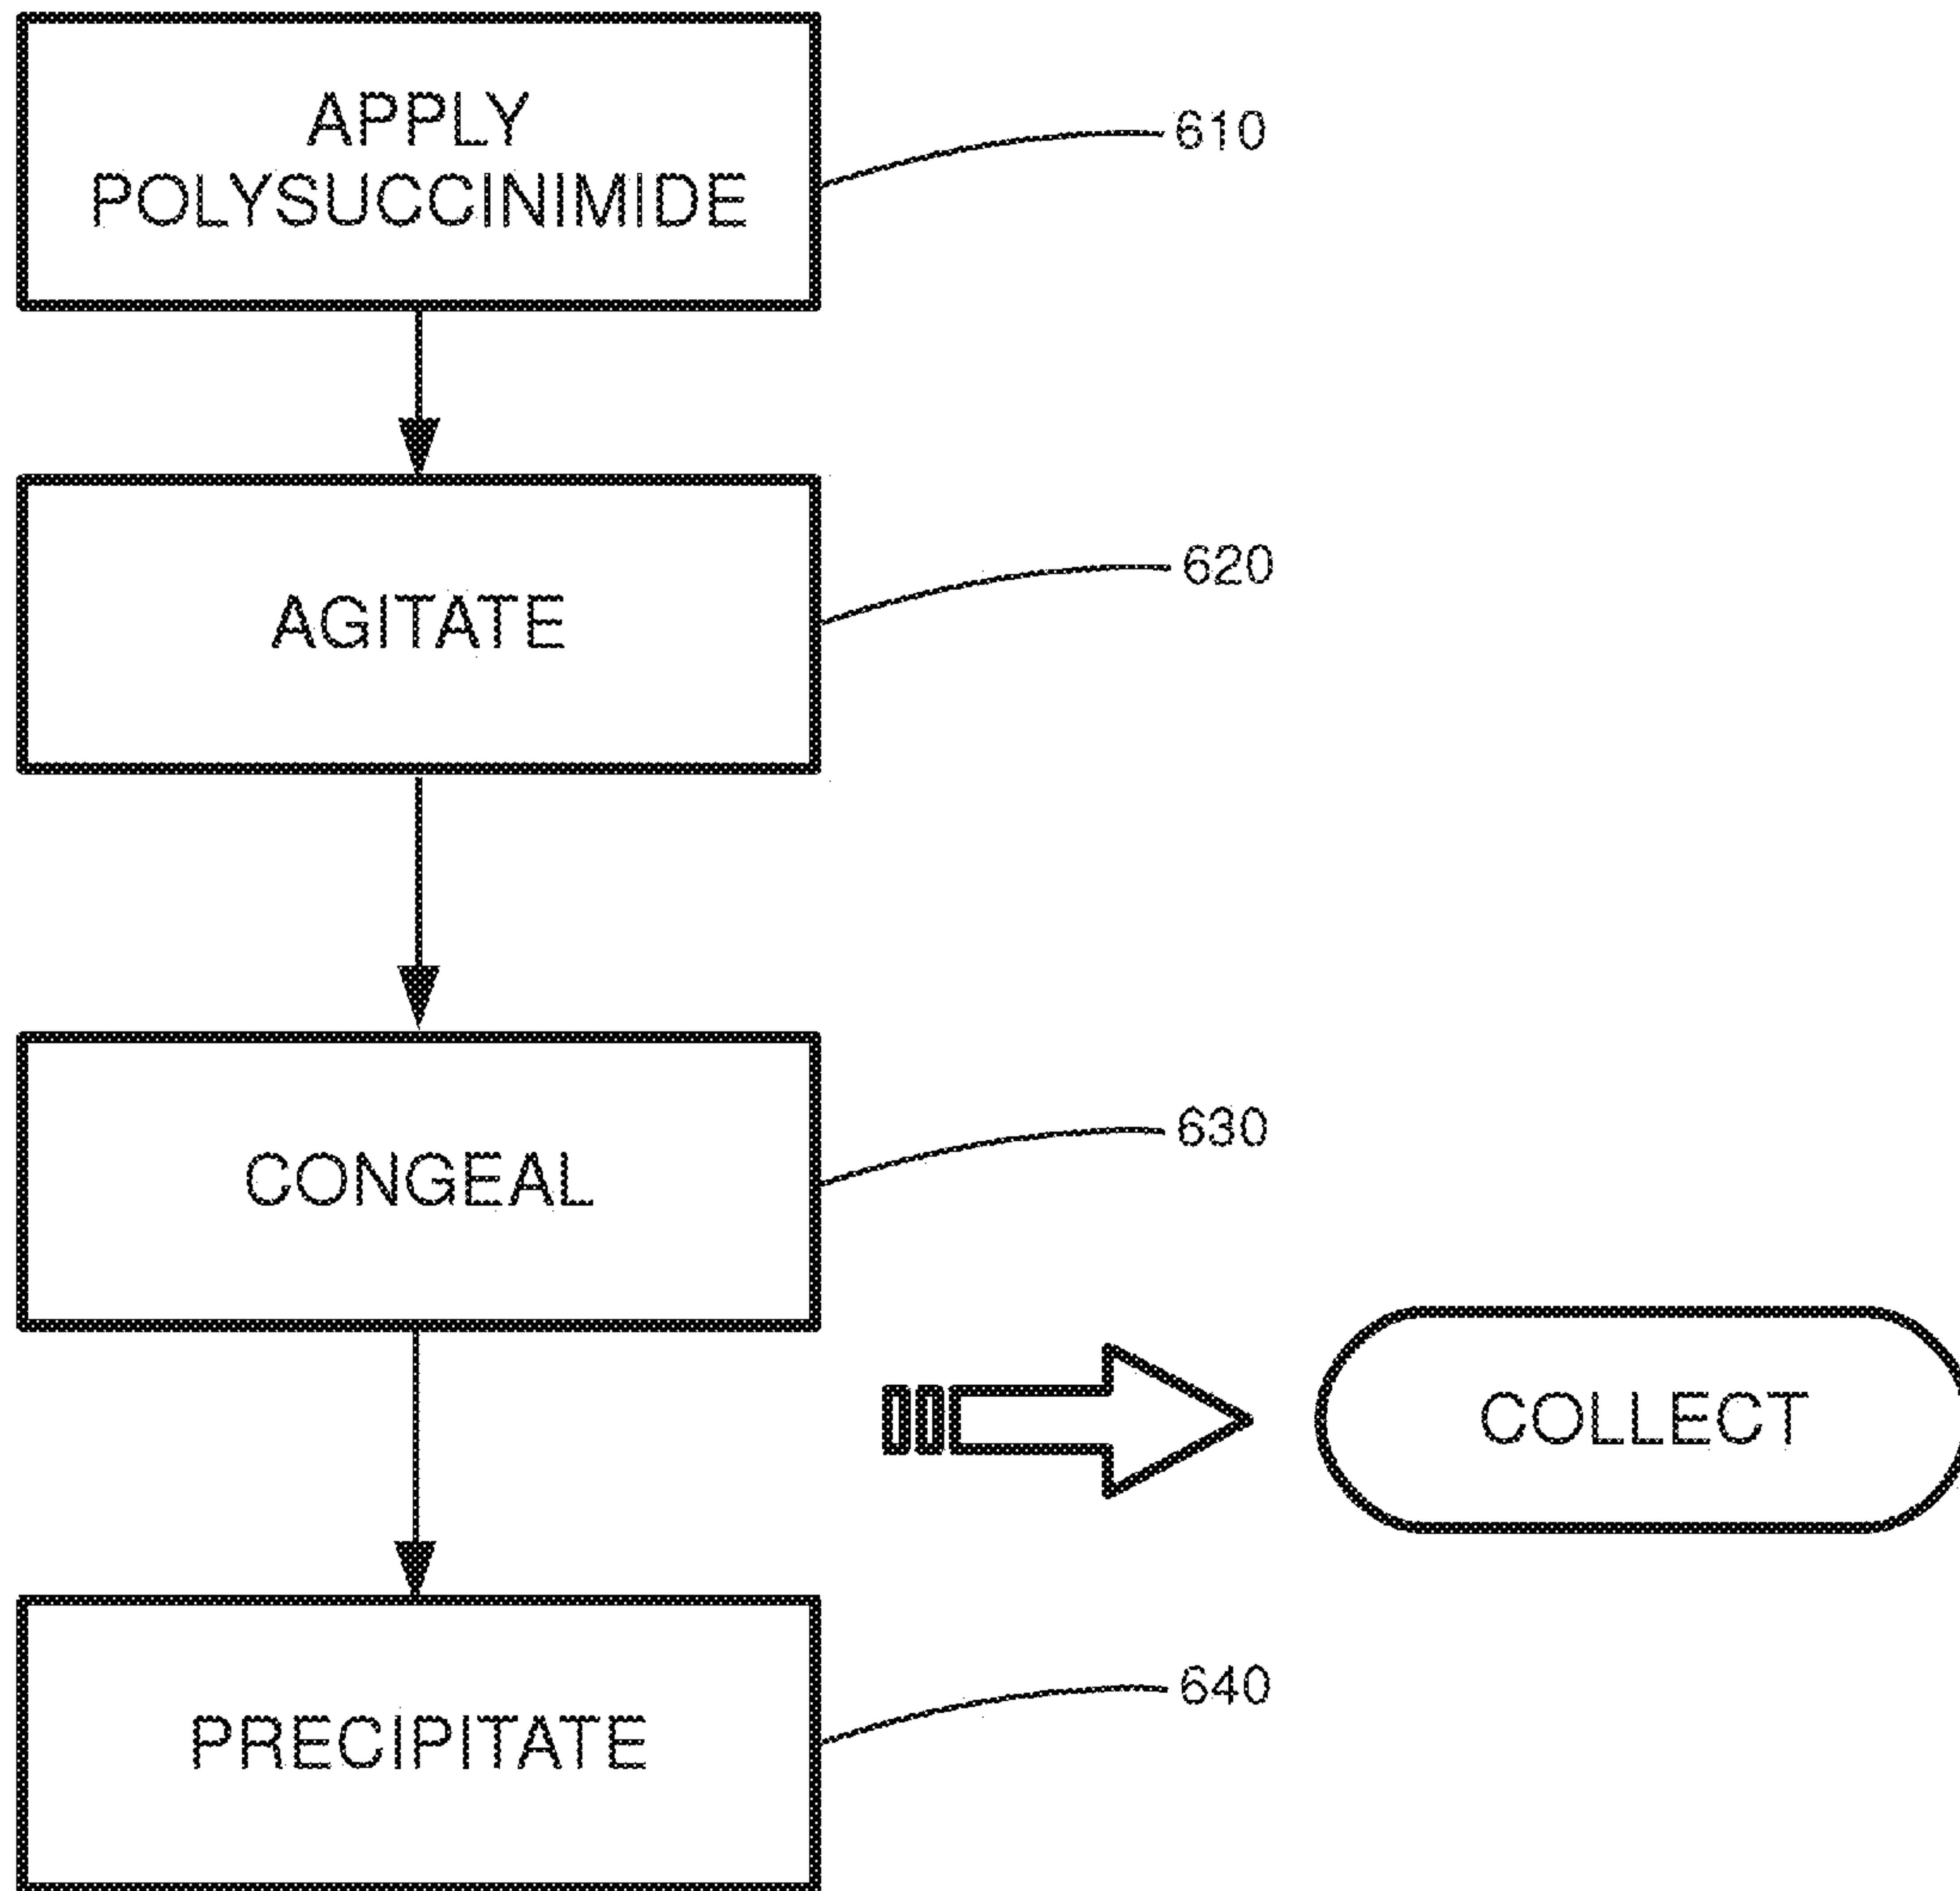 APPLY
POLYSUCCINIMIDE
610
AGITATE
620
CONGEAL
630
COLLECT
PRECIPITATE
640